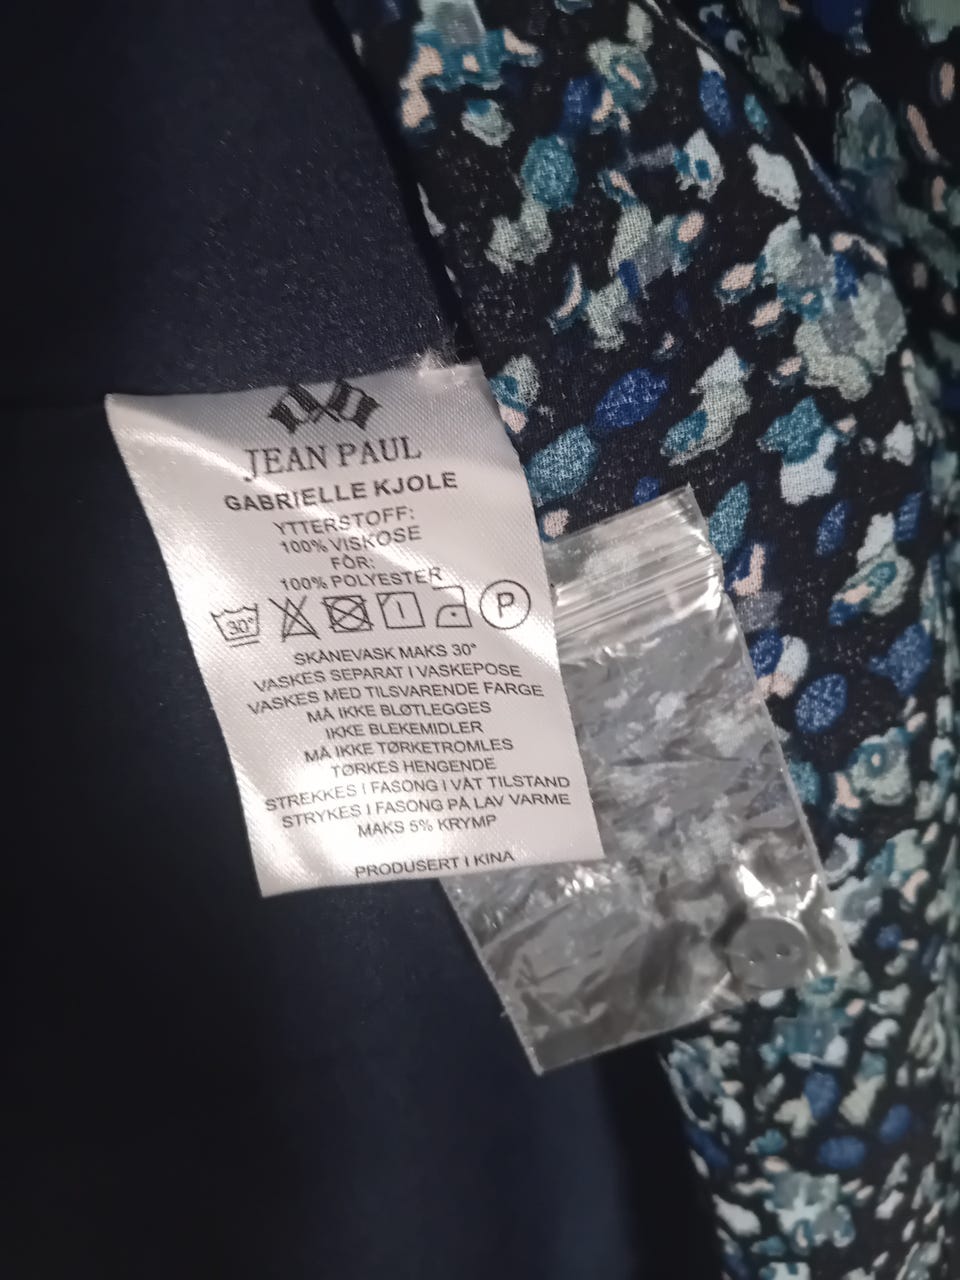 JEAN PAUL
GABRIELLE KJOLE
YTTERSTOFF:
100% VISKOSE
FÔR:
100% POLYESTER
30° P
SKÅNEVASK MAKS 30°
VASKES SEPARAT I VASKEPOSE
VASKES MED TILSVARENDE FARGE
MÅ IKKE BLØTLEGGES
IKKE BLEKEMIDLER
MÅ IKKE TØRKETROMLES
TØRKES HENGENDE
STREKKES I FASONG I VÅT TILSTAND
STRYKES I FASONG PÅ LAV VARME
MAKS 5% KRYMP
PRODUSERT I KINA